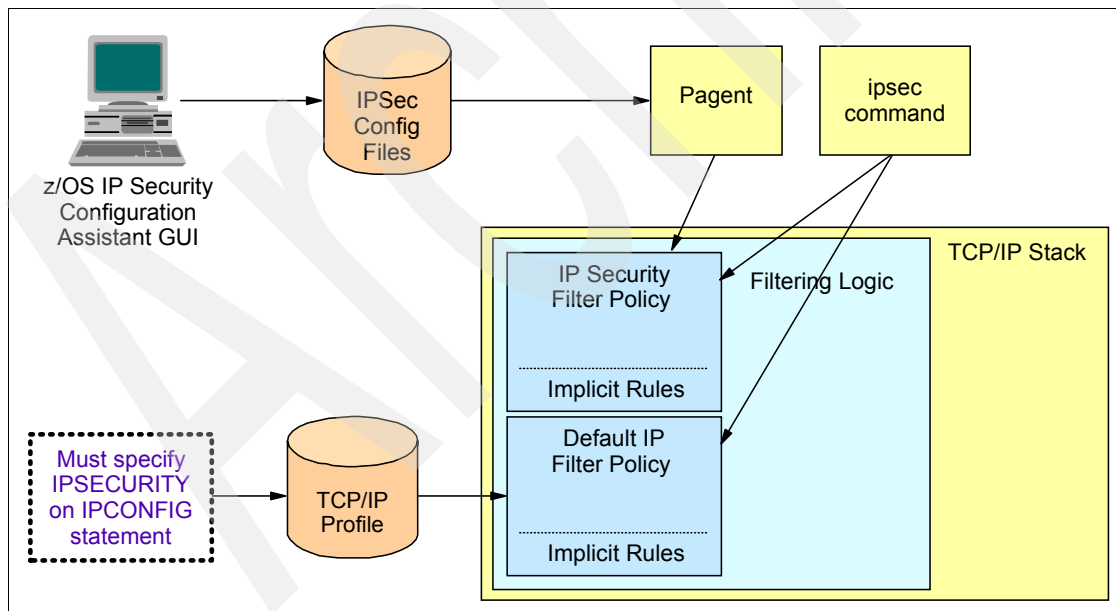 z/OS IP Security
Configuration
Assistant GUI
IPSec
Config
Files
Pagent
ipsec
command
TCP/IP Stack
Filtering Logic
IP Security
Filter Policy
Implicit Rules
Default IP
Filter Policy
Implicit Rules
Must specify
IPSECURITY
on IPCONFIG
statement
TCP/IP
Profile